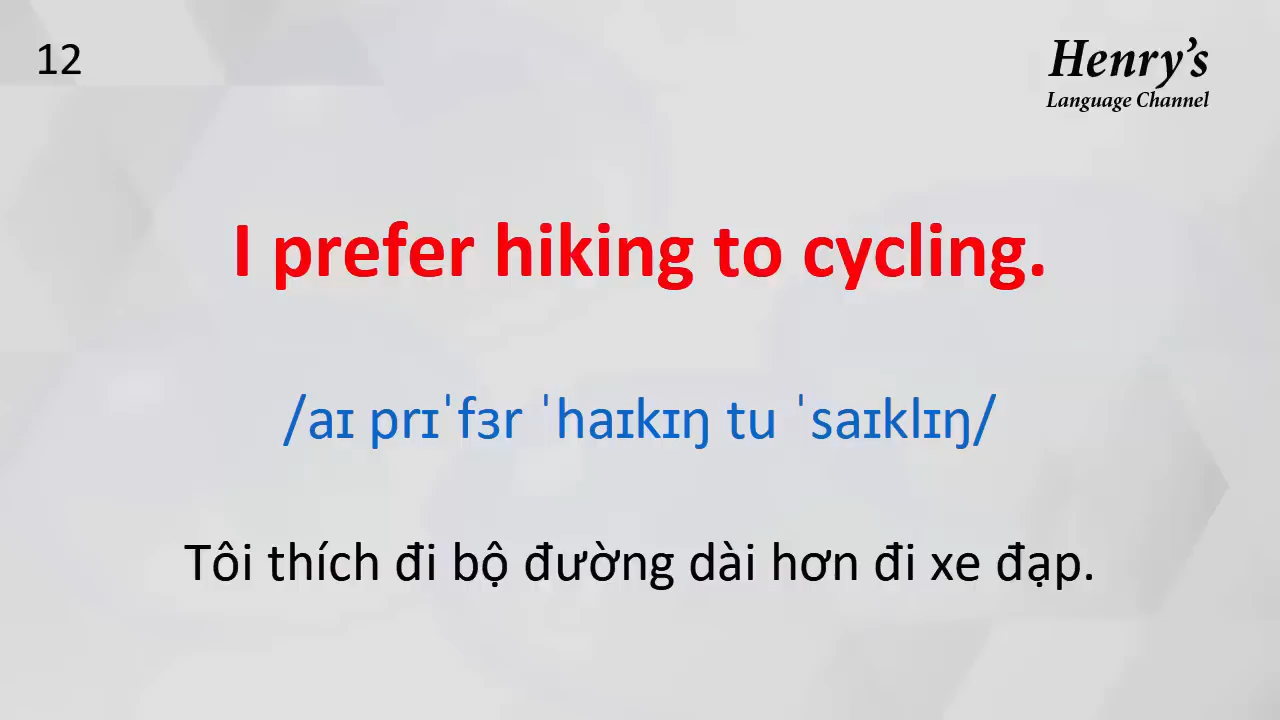 12
Henry's
Language Channel
I prefer hiking to cycling.
/aɪ prɪˈfɜr ˈhaɪkɪŋ tu ˈsaɪklɪŋ/
Tôi thích đi bộ đường dài hơn đi xe đạp.